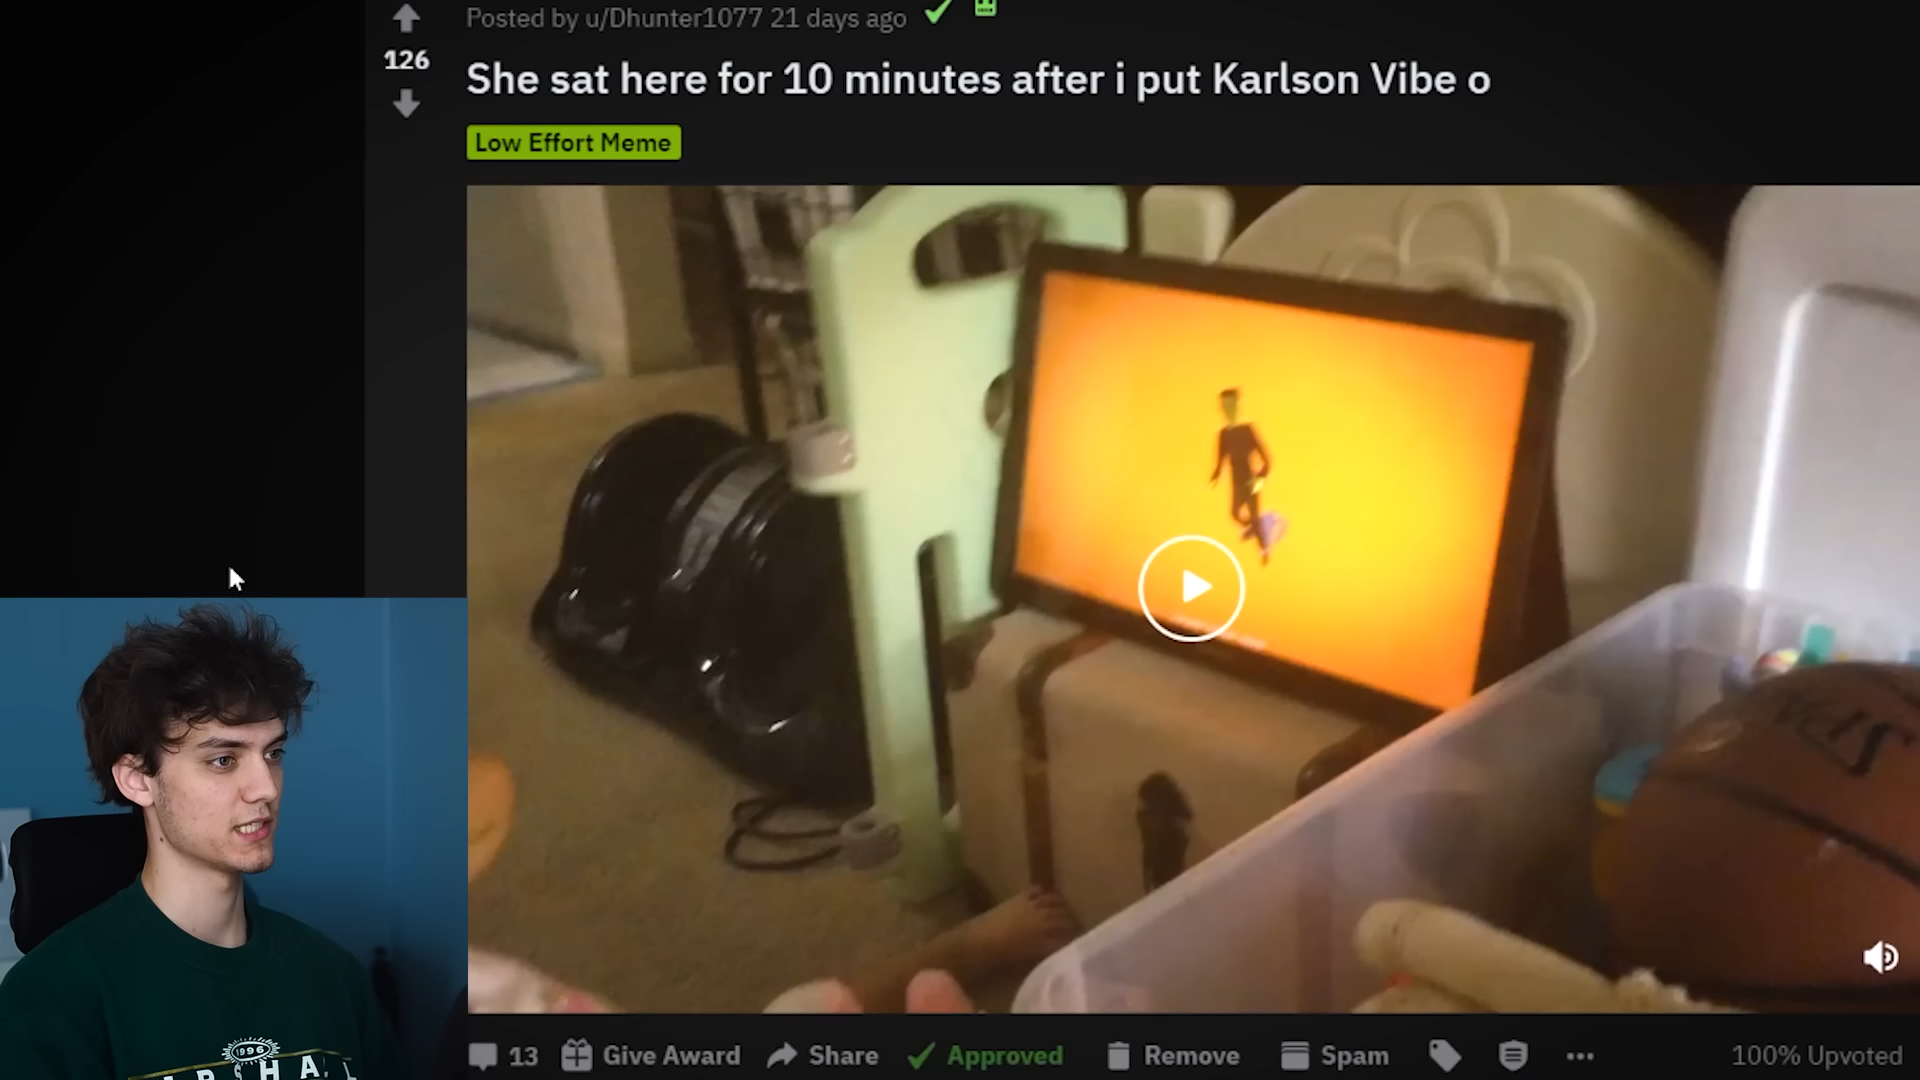 Posted by u/Dhunter1077 21 days ago
126
She sat here for 10 minutes after i put Karlson Vibe o
Low Effort Meme
13 Give Award Share Approved Remove Spam ••• 100% Upvoted
1996